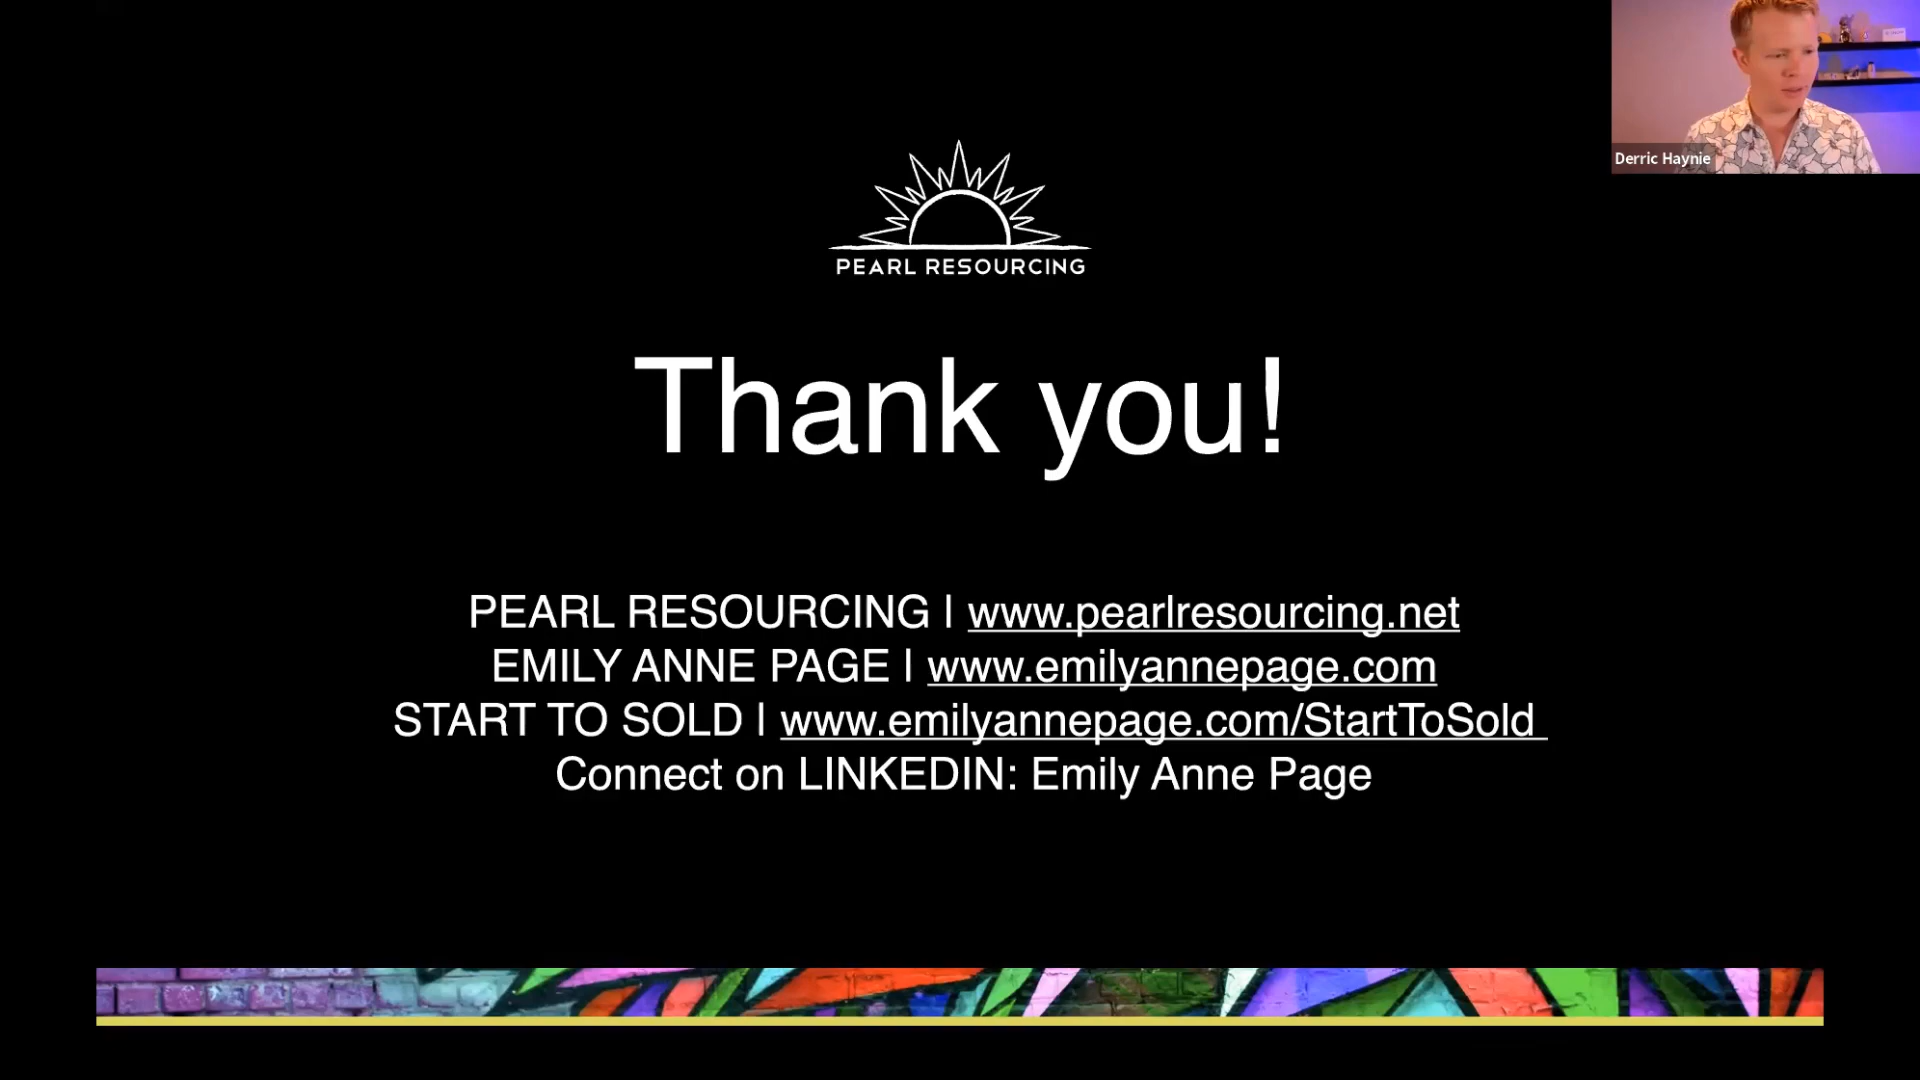 Derric Haynie
PEARL RESOURCING
Thank you!
PEARL RESOURCING | www.pearlresourcing.net
EMILY ANNE PAGE | www.emilyannepage.com
START TO SOLD | www.emilyannepage.com/StartToSold
Connect on LINKEDIN: Emily Anne Page